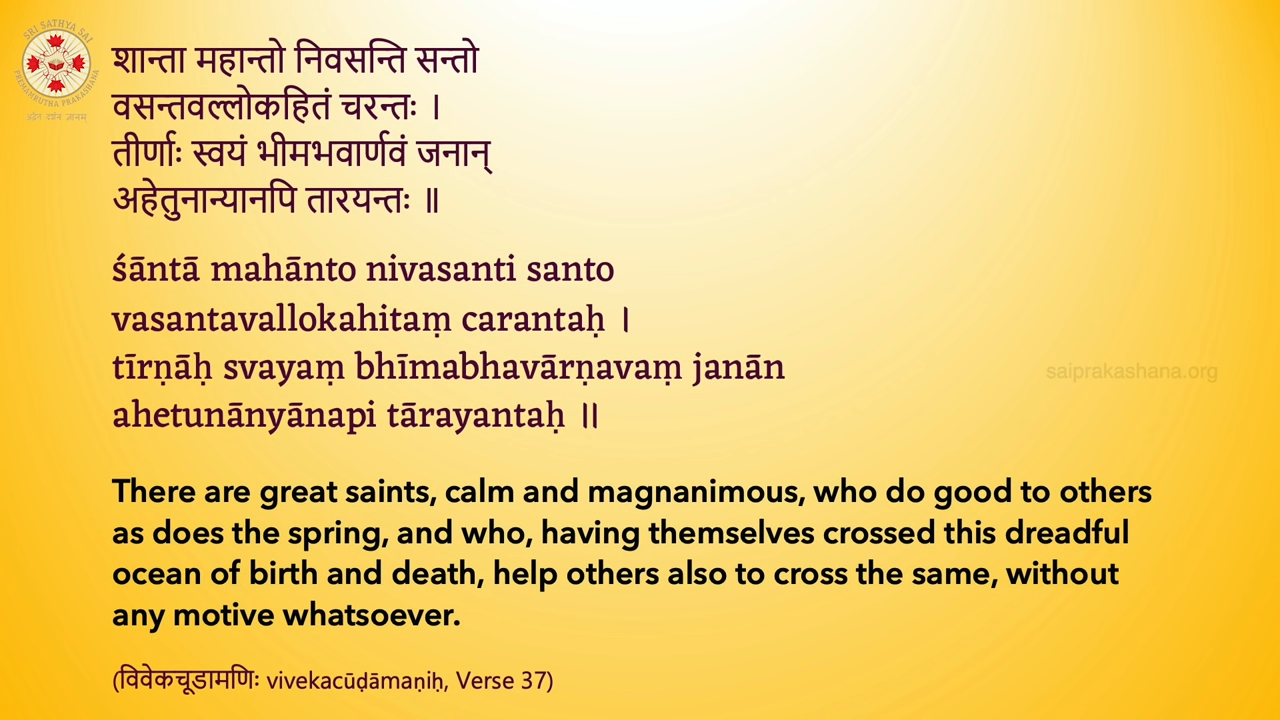 SRI SATHYA SAI
PREMAMRUTHA PRAKASHANA
शान्ता महान्तो निवसन्ति सन्तो
वसन्तवल्लोकहितं चरन्तः ।
तीर्णाः स्वयं भीमभवार्णवं जनान्
अहेतुनान्यानपि तारयन्तः ॥
śāntā mahānto nivasanti santo
vasantavallokahitaṃ carantaḥ ।
tīrṇāḥ svayaṃ bhīmabhavārṇavaṃ janān
ahetunānyānapi tārayantaḥ ॥
saiprakashana.org
There are great saints, calm and magnanimous, who do good to others
as does the spring, and who, having themselves crossed this dreadful
ocean of birth and death, help others also to cross the same, without
any motive whatsoever.
(विवेकचूडामणिः vivekacūḍāmaṇiḥ, Verse 37)